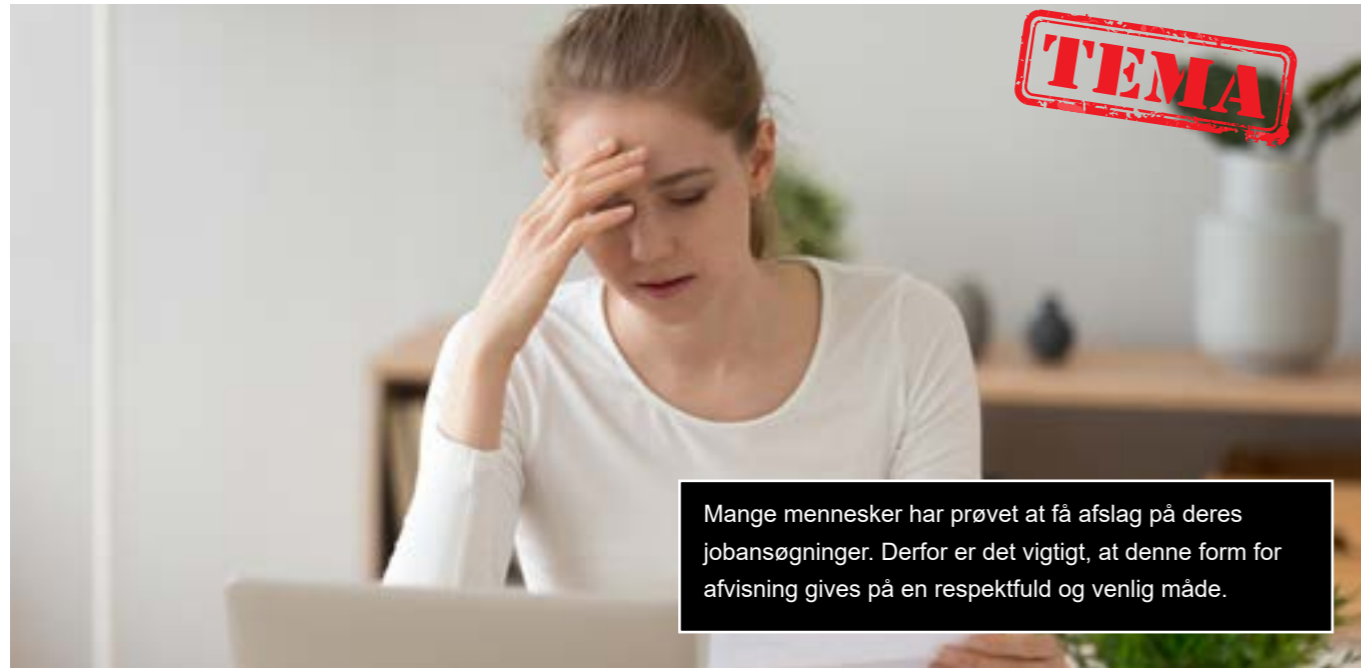 TEMA
Mange mennesker har prøvet at få afslag på deres
jobansøgninger. Derfor er det vigtigt, at denne form for
afvisning gives på en respektfuld og venlig måde.